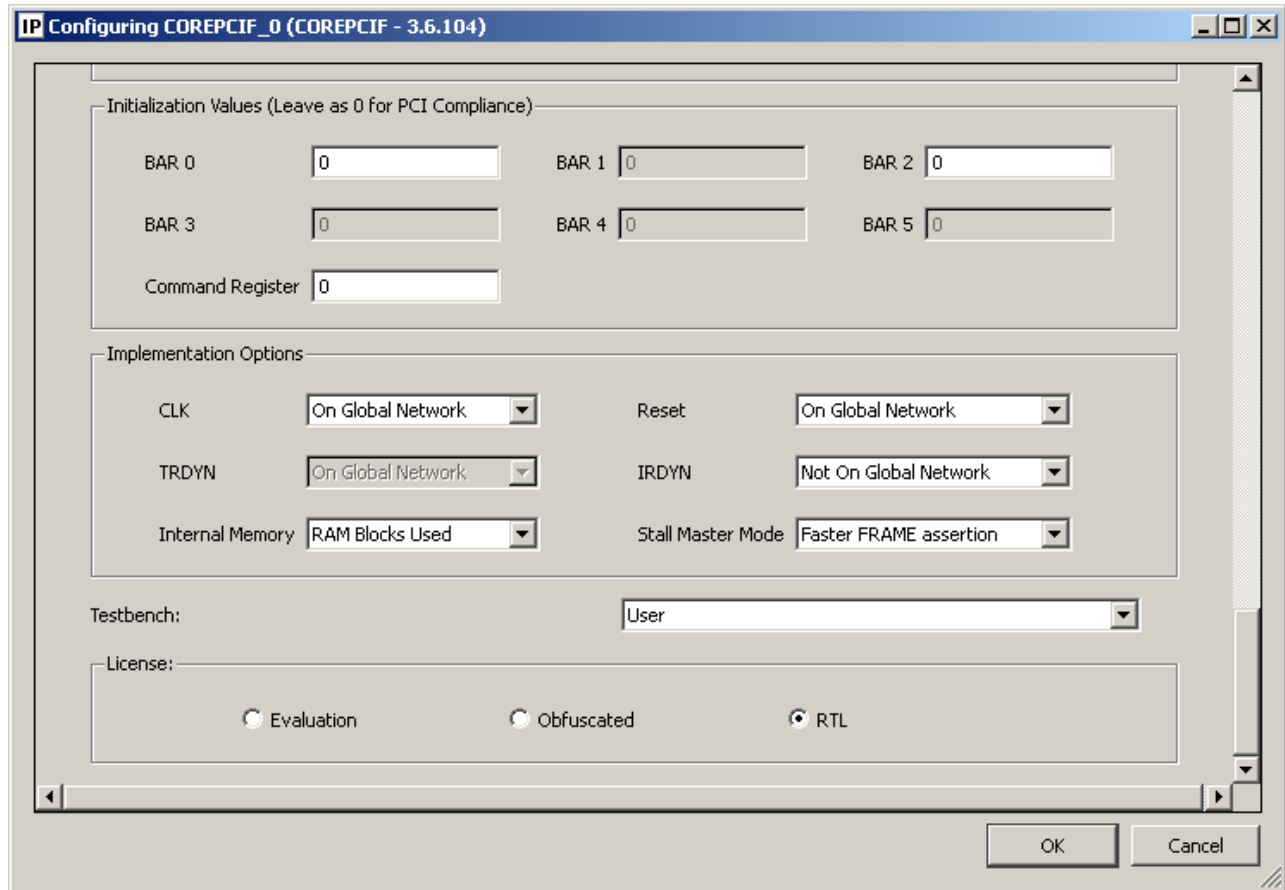 IP Configuring COREPCIF_0 (COREPCIF - 3.6.104)
Initialization Values (Leave as 0 for PCI Compliance)
BAR 0 0 BAR 1 0 BAR 2 0
BAR 3 0 BAR 4 0 BAR 5 0
Command Register 0
Implementation Options
CLK On Global Network Reset On Global Network
TRDYN On Global Network IRDYN Not On Global Network
Internal Memory RAM Blocks Used Stall Master Mode Faster FRAME assertion
Testbench: User
License:
Evaluation Obfuscated RTL
OK Cancel